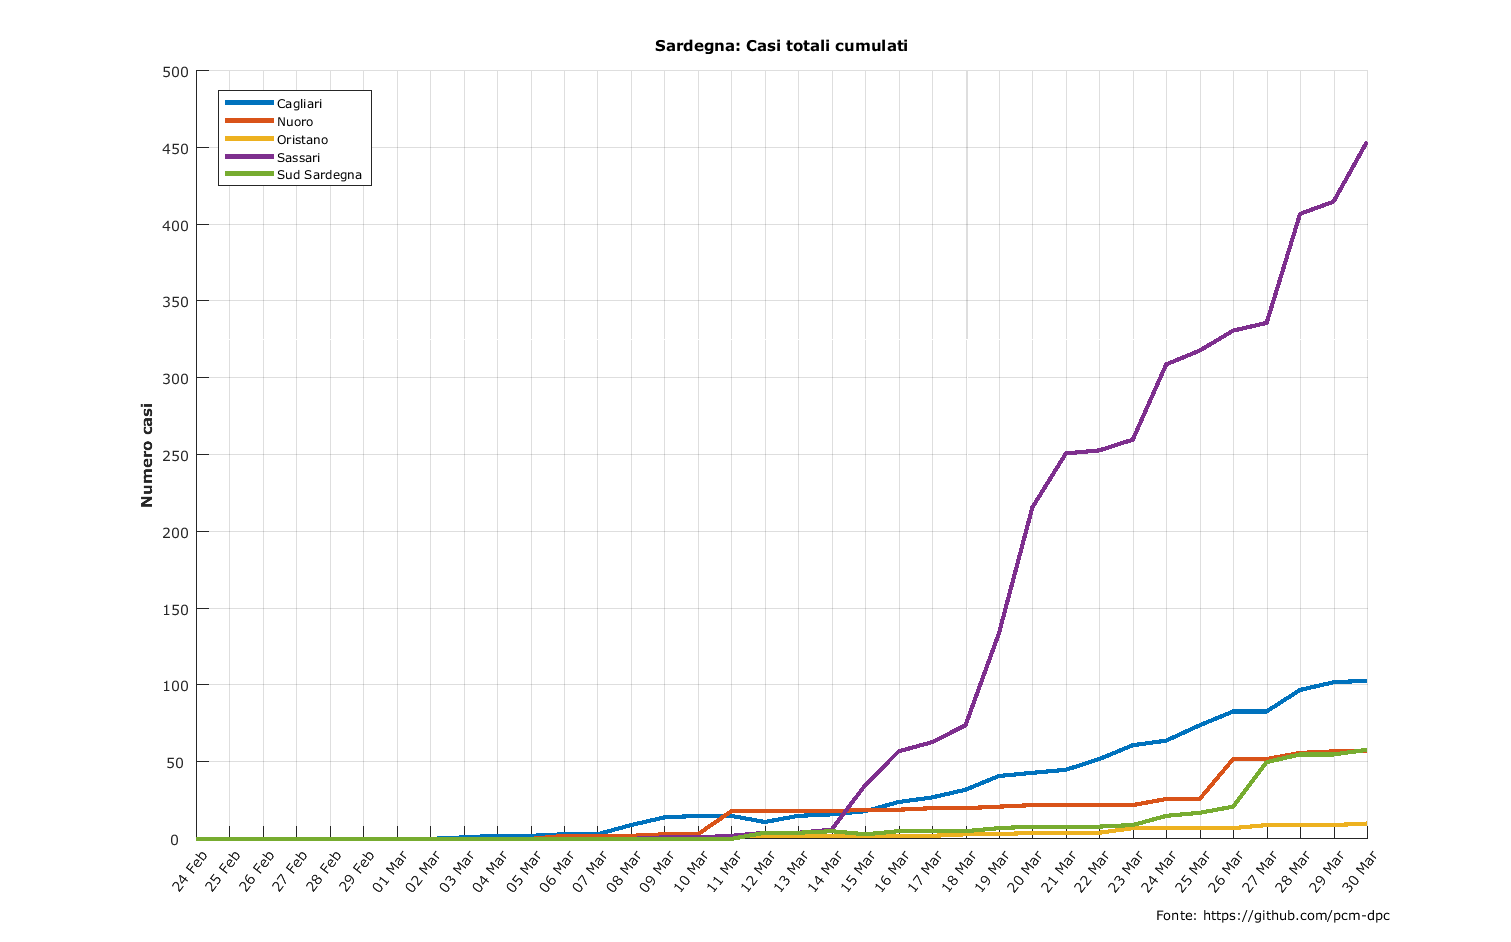 Sardegna: Casi totali cumulati
500
450
400
350
300
250
200
150
100
50
0
Numero casi
Cagliari
Nuoro
Oristano
Sassari
Sud Sardegna
24 Feb
25 Feb
26 Feb
27 Feb
28 Feb
29 Feb
01 Mar
02 Mar
03 Mar
04 Mar
05 Mar
06 Mar
07 Mar
08 Mar
09 Mar
10 Mar
11 Mar
12 Mar
13 Mar
14 Mar
15 Mar
16 Mar
17 Mar
18 Mar
19 Mar
20 Mar
21 Mar
22 Mar
23 Mar
24 Mar
25 Mar
26 Mar
27 Mar
28 Mar
29 Mar
30 Mar
Fonte: https://github.com/pcm-dpc